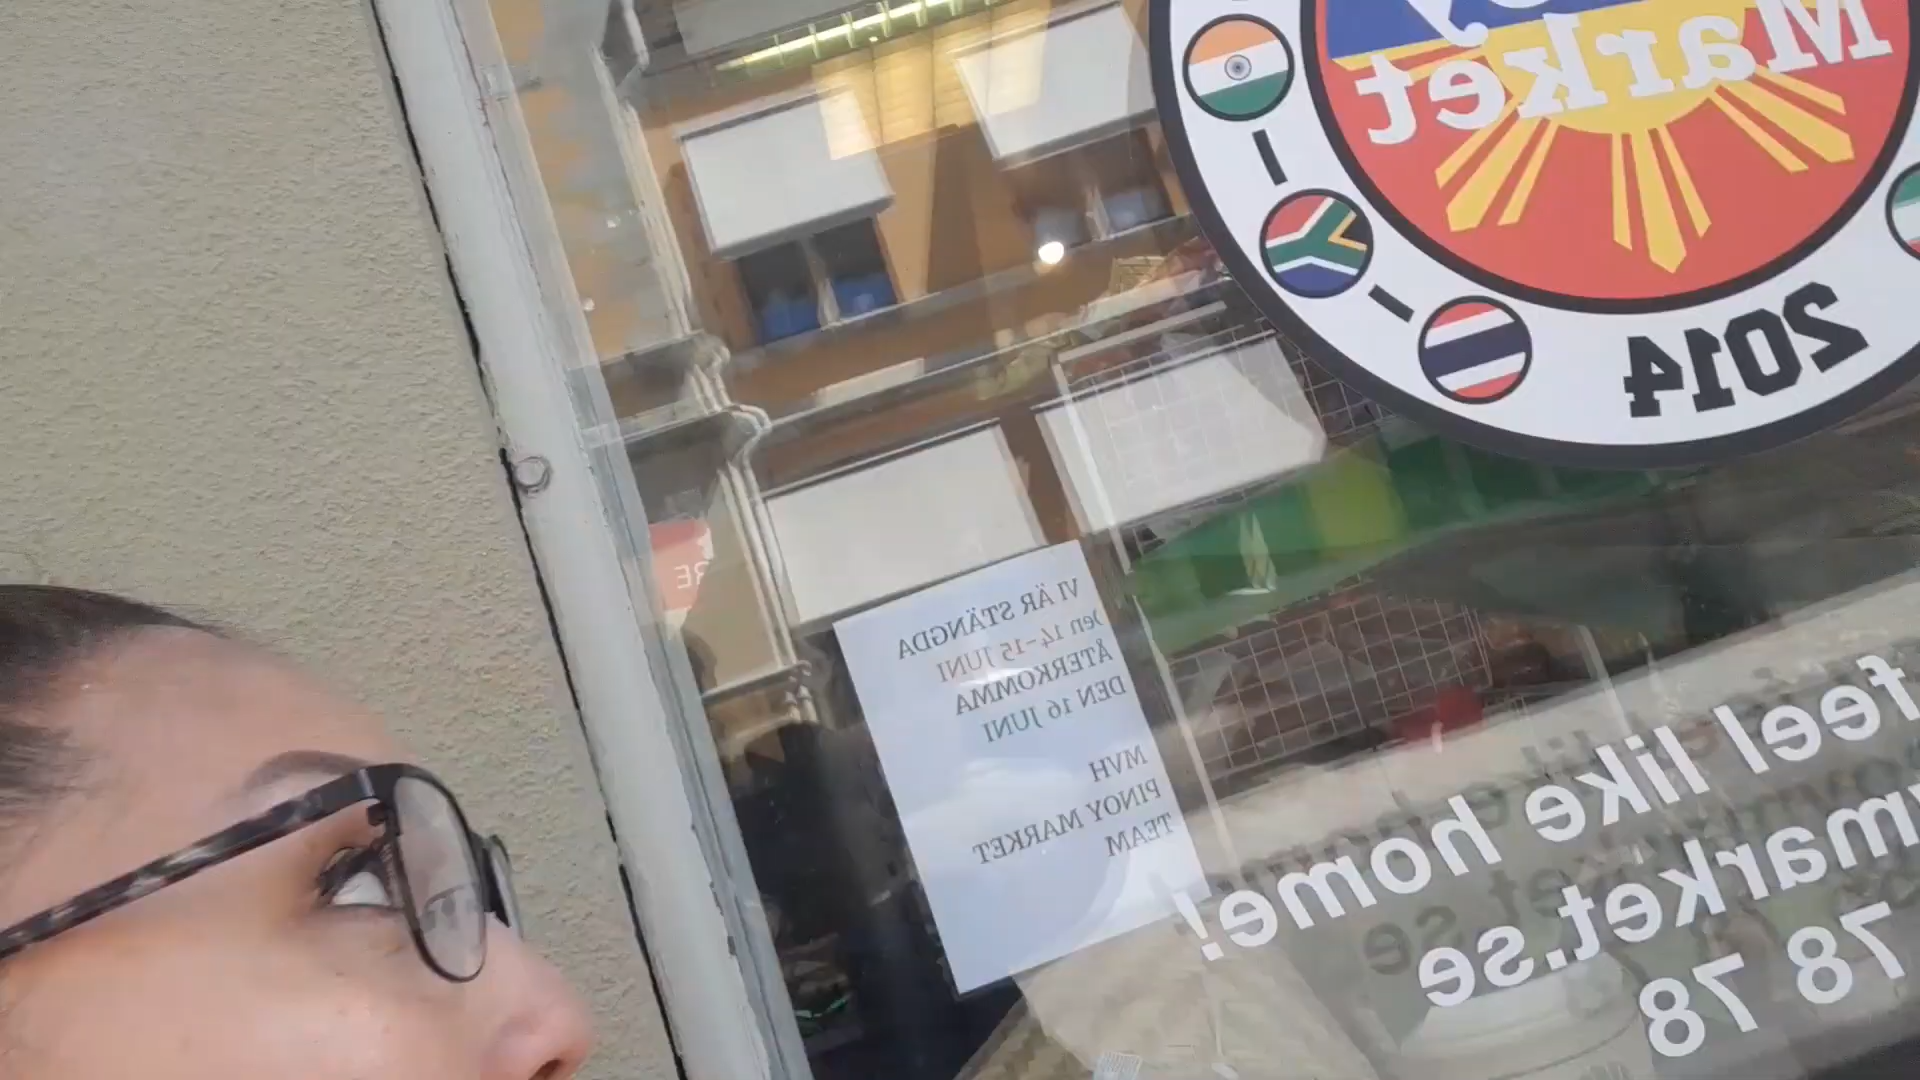 Market
2014
VI ÄR STÄNGDA
Den 14-15 JUNI
ÅTERKOMMA
DEN 16 JUNI
MVH
PINOY MARKET
TEAM
feel like home!
market.se
78 78